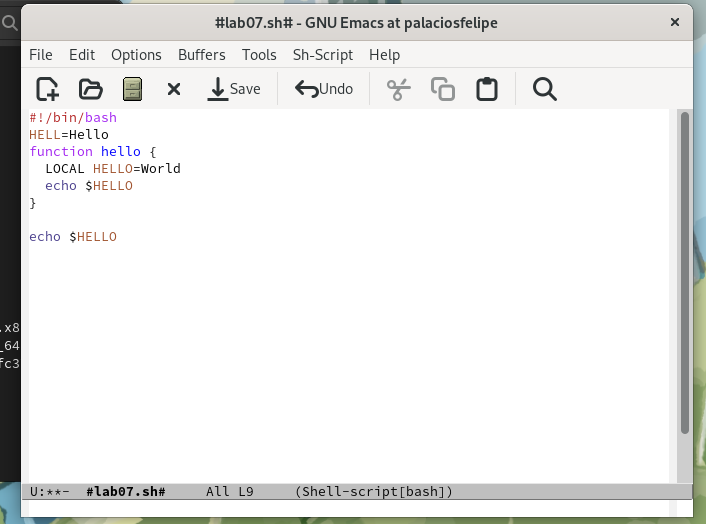 #lab07.sh# - GNU Emacs at palaciosfelipe
File Edit Options Buffers Tools Sh-Script Help
Save Undo
#!/bin/bash
HELL=Hello
function hello {
  LOCAL HELLO=World
  echo $HELLO
}
echo $HELLO
.x8
_64
fc3
U:**-  #lab07.sh#     All L9     (Shell-script[bash])